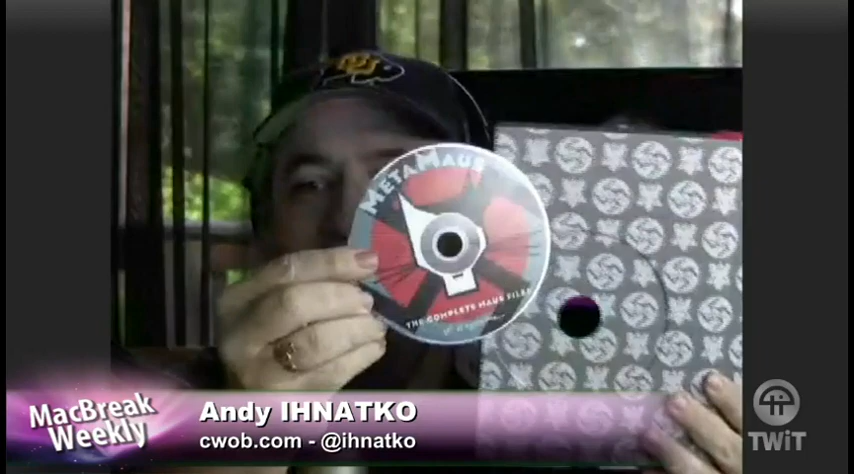 METAMAUS
THE COMPLETE MAUS FILES
MacBreak
Weekly
Andy IHNATKO
cwob.com - @ihnatko
TWiT